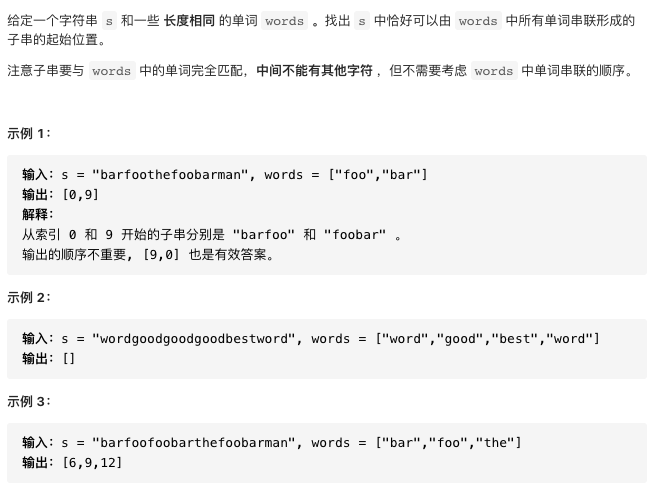 给定一个字符串 s 和一些 长度相同 的单词 words 。找出 s 中恰好可以由 words 中所有单词串联形成的
子串的起始位置。
注意子串要与 words 中的单词完全匹配，中间不能有其他字符 ，但不需要考虑 words 中单词串联的顺序。
示例 1：
输入：s = "barfoothefoobarman", words = ["foo","bar"]
输出：[0,9]
解释：
从索引 0 和 9 开始的子串分别是 "barfoo" 和 "foobar" 。
输出的顺序不重要, [9,0] 也是有效答案。
示例 2：
输入：s = "wordgoodgoodgoodbestword", words = ["word","good","best","word"]
输出：[]
示例 3：
输入：s = "barfoofoobarthefoobarman", words = ["bar","foo","the"]
输出：[6,9,12]